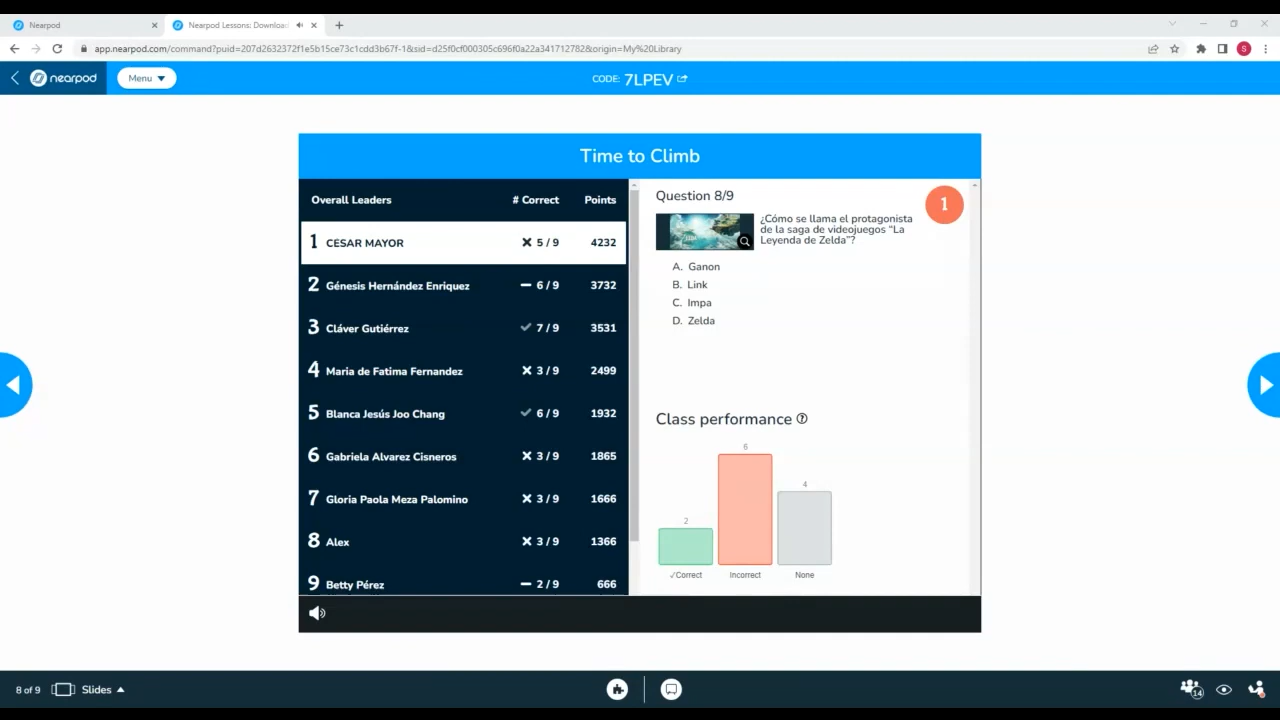 Nearpod
Nearpod Lessons: Downloa
app.nearpod.com/command?puid=207d2632372f1e5b15ce73c1cdd3b67f-1&sid=d25f0cf000305c696f0a22a341712782&origin=My%20Library
S
nearpod
Menu
CODE: 7LPEV
Time to Climb
Overall Leaders # Correct Points
1 CESAR MAYOR 5 / 9 4232
2 Génesis Hernández Enriquez 6 / 9 3732
3 Cláver Gutiérrez 7 / 9 3531
4 Maria de Fatima Fernandez 3 / 9 2499
5 Blanca Jesús Joo Chang 6 / 9 1932
6 Gabriela Alvarez Cisneros 3 / 9 1865
7 Gloria Paola Meza Palomino 3 / 9 1666
8 Alex 3 / 9 1366
9 Betty Pérez 2 / 9 666
Question 8/9
1
¿Cómo se llama el protagonista
de la saga de videojuegos “La
Leyenda de Zelda”?
A. Ganon
B. Link
C. Impa
D. Zelda
Class performance ?
2 6 4
✓Correct Incorrect None
8 of 9 Slides
14